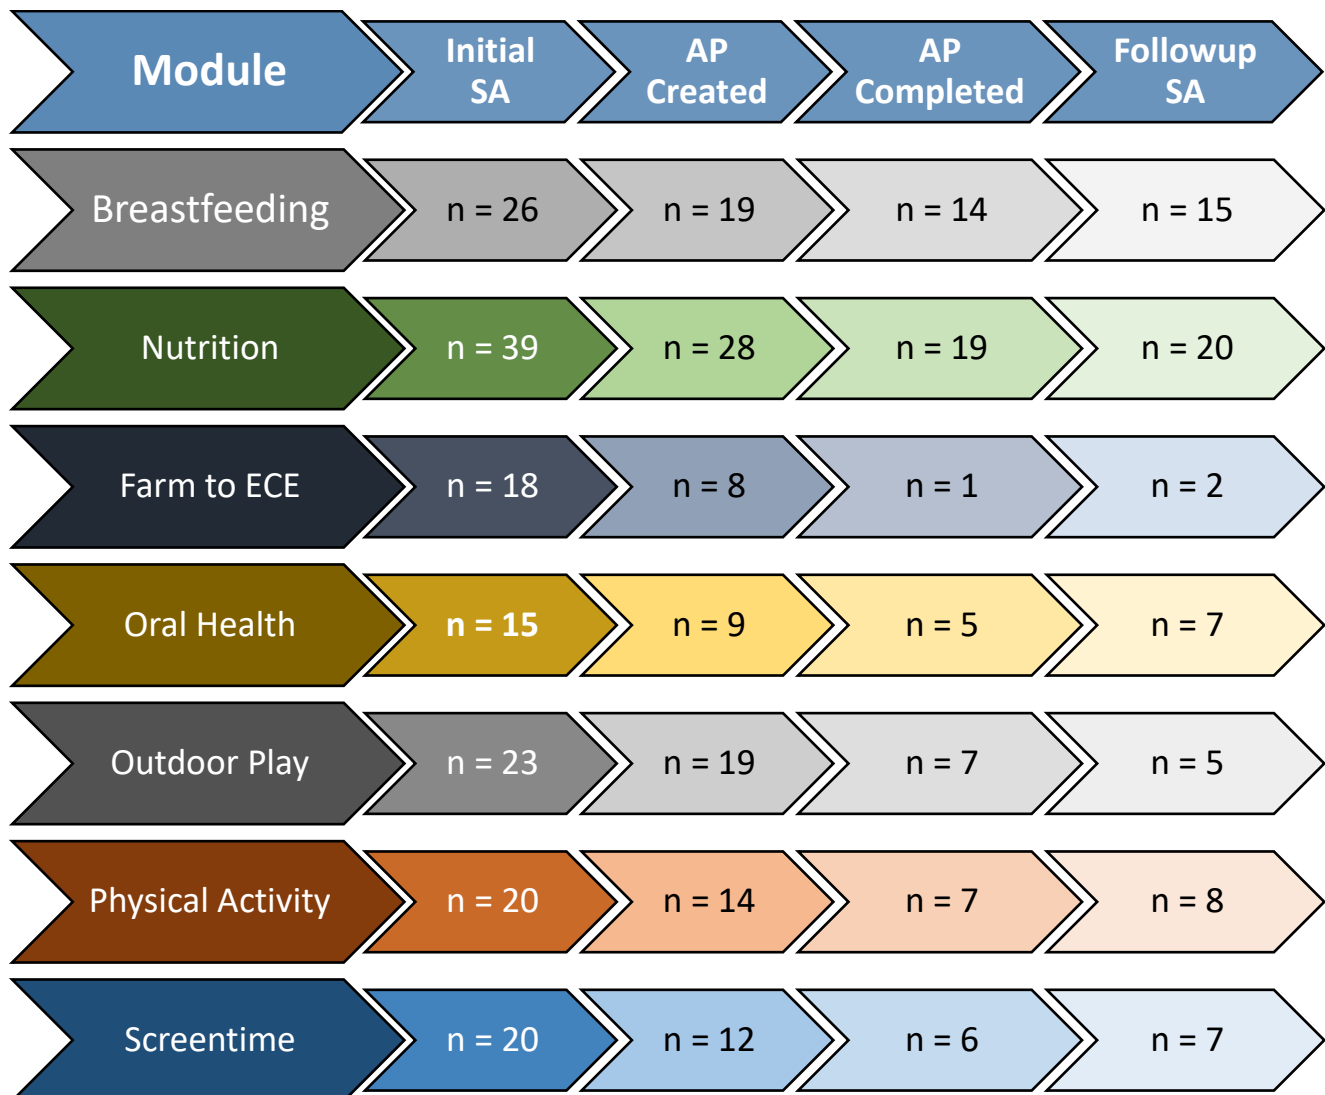 Module
Initial
SA
AP
Created
AP
Completed
Followup
SA
Breastfeeding
n = 26
n = 19
n = 14
n = 15
Nutrition
n = 39
n = 28
n = 19
n = 20
Farm to ECE
n = 18
n = 8
n = 1
n = 2
Oral Health
n = 15
n = 9
n = 5
n = 7
Outdoor Play
n = 23
n = 19
n = 7
n = 5
Physical Activity
n = 20
n = 14
n = 7
n = 8
Screentime
n = 20
n = 12
n = 6
n = 7